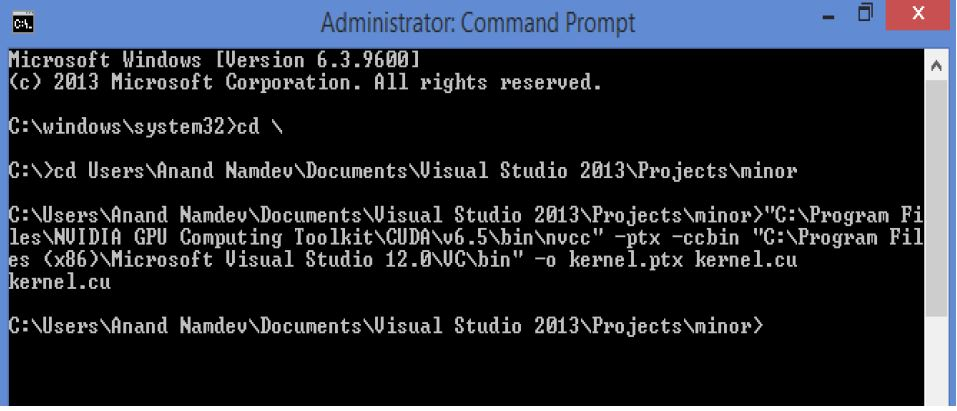 C:\.
Administrator: Command Prompt
Microsoft Windows [Version 6.3.9600]
(c) 2013 Microsoft Corporation. All rights reserved.
C:\windows\system32>cd \
C:\>cd Users\Anand Namdev\Documents\Visual Studio 2013\Projects\minor
C:\Users\Anand Namdev\Documents\Visual Studio 2013\Projects\minor>"C:\Program Fi
les\NVIDIA GPU Computing Toolkit\CUDA\v6.5\bin\nvcc" -ptx -ccbin "C:\Program Fil
es (x86)\Microsoft Visual Studio 12.0\VC\bin" -o kernel.ptx kernel.cu
kernel.cu
C:\Users\Anand Namdev\Documents\Visual Studio 2013\Projects\minor>